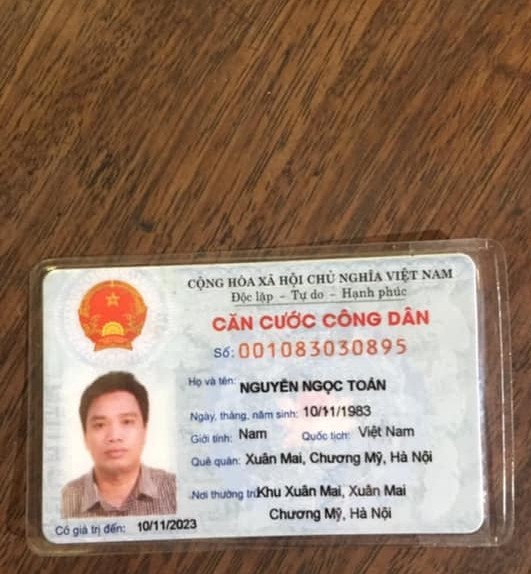 CỘNG HÒA XÃ HỘI CHỦ NGHĨA VIỆT NAM
Độc lập - Tự do - Hạnh phúc
CĂN CƯỚC CÔNG DÂN
Số: 001083030895
Họ và tên: NGUYỄN NGỌC TOÁN
Ngày, tháng, năm sinh: 10/11/1983
Giới tính: Nam Quốc tịch: Việt Nam
Quê quán: Xuân Mai, Chương Mỹ, Hà Nội
Nơi thường trú: Khu Xuân Mai, Xuân Mai
Chương Mỹ, Hà Nội
Có giá trị đến: 10/11/2023